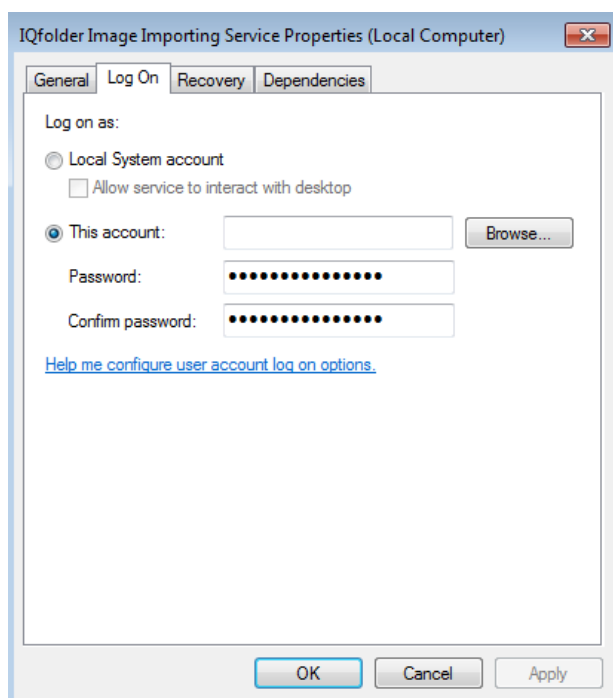 IQfolder Image Importing Service Properties (Local Computer)
General Log On Recovery Dependencies
Log on as:
Local System account
Allow service to interact with desktop
This account: Browse...
Password: •••••••••••••••
Confirm password: •••••••••••••••
Help me configure user account log on options.
OK Cancel Apply